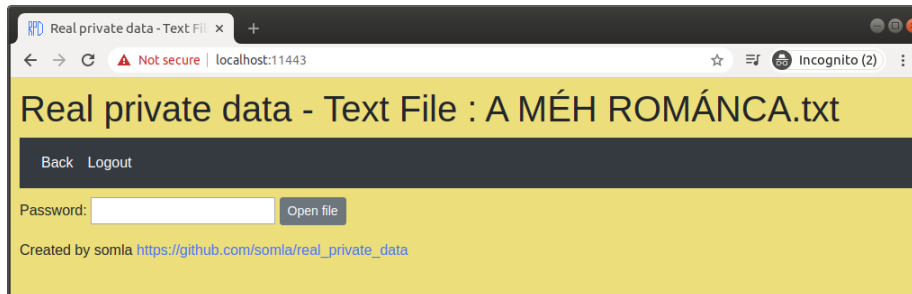 RPD Real private data - Text Fil
Not secure localhost:11443 Incognito (2)
Real private data - Text File : A MÉH ROMÁNCA.txt
Back Logout
Password: Open file
Created by somla https://github.com/somla/real_private_data